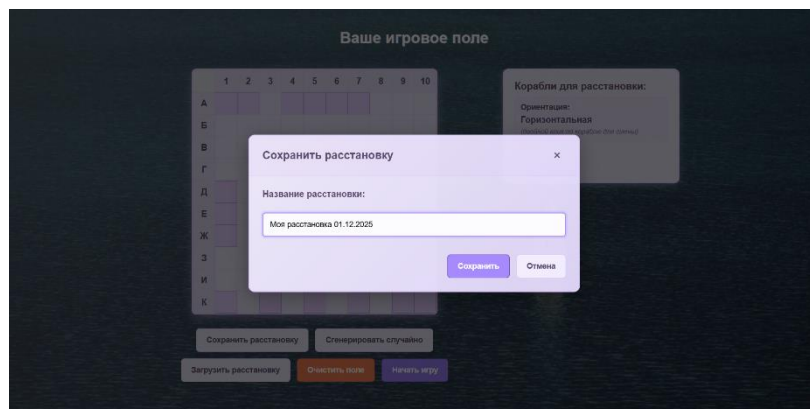 Ваше игровое поле
1 2 3 4 5 6 7 8 9 10
Корабли для расстановки:
А
Ориентация:
Горизонтальная
Б
В
Сохранить расстановку ×
Г
Д
Название расстановки:
Е
Моя расстановка 01.12.2025
Ж
З
Сохранить Отмена
И
К
Сохранить расстановку Сгенерировать случайно
Загрузить расстановку Очистить поле Начать игру